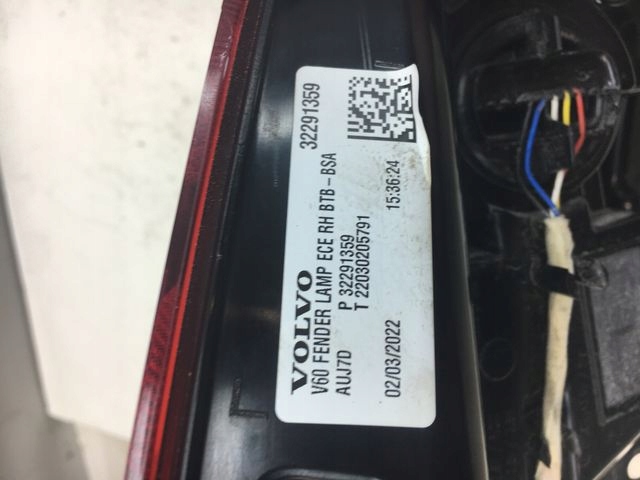 VOLVO 32291359
V60 FENDER LAMP ECE RH BTB-BSA
AUJ7D P 32291359
T 22030205791
02/03/2022 15:36:24